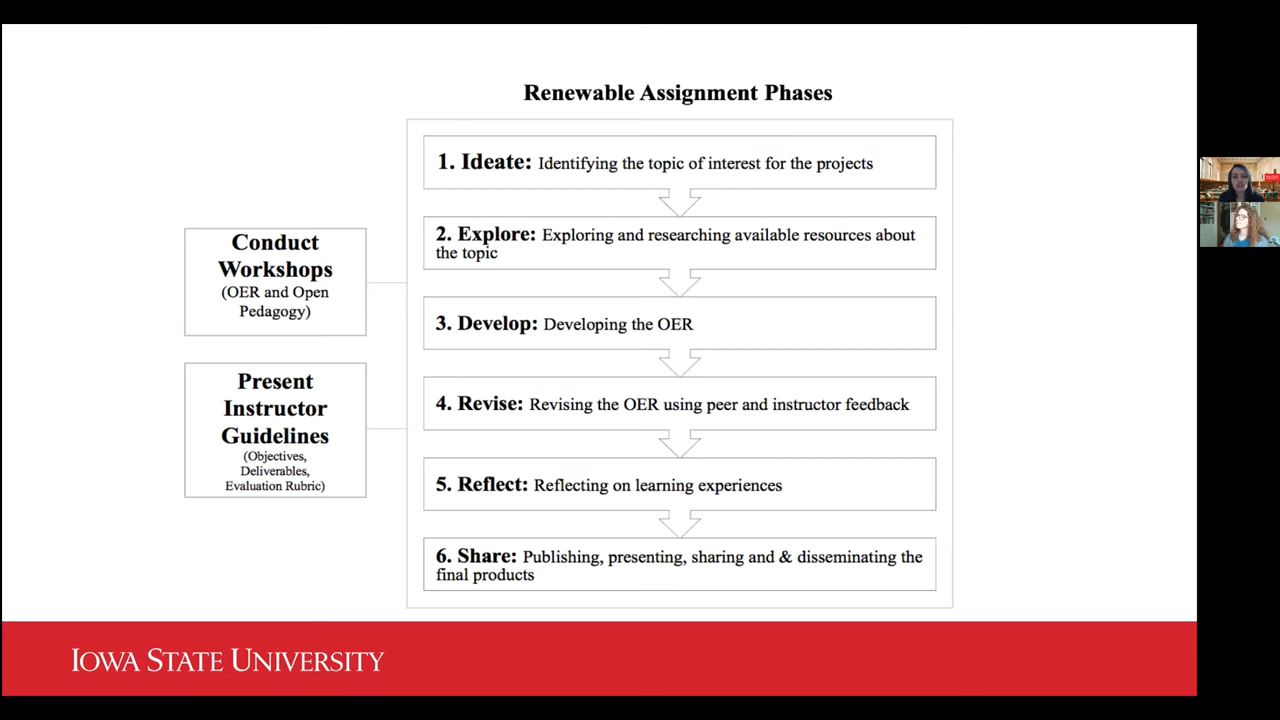 Renewable Assignment Phases
1. Ideate: Identifying the topic of interest for the projects
2. Explore: Exploring and researching available resources about
the topic
3. Develop: Developing the OER
4. Revise: Revising the OER using peer and instructor feedback
5. Reflect: Reflecting on learning experiences
6. Share: Publishing, presenting, sharing and & disseminating the
final products
Conduct
Workshops
(OER and Open
Pedagogy)
Present
Instructor
Guidelines
(Objectives,
Deliverables,
Evaluation Rubric)
IOWA STATE UNIVERSITY